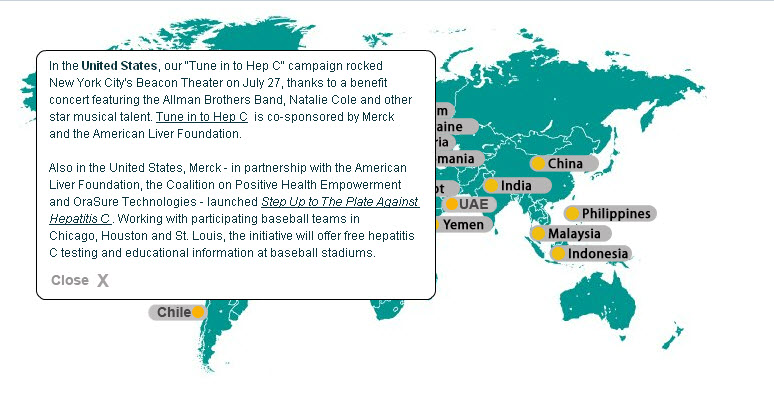 In the United States, our "Tune in to Hep C" campaign rocked
New York City's Beacon Theater on July 27, thanks to a benefit
concert featuring the Allman Brothers Band, Natalie Cole and other
star musical talent. Tune in to Hep C is co-sponsored by Merck
and the American Liver Foundation.
Also in the United States, Merck - in partnership with the American
Liver Foundation, the Coalition on Positive Health Empowerment
and OraSure Technologies - launched Step Up to The Plate Against
Hepatitis C . Working with participating baseball teams in
Chicago, Houston and St. Louis, the initiative will offer free hepatitis
C testing and educational information at baseball stadiums.
Close X
China
India
UAE
Yemen
Philippines
Malaysia
Indonesia
Chile